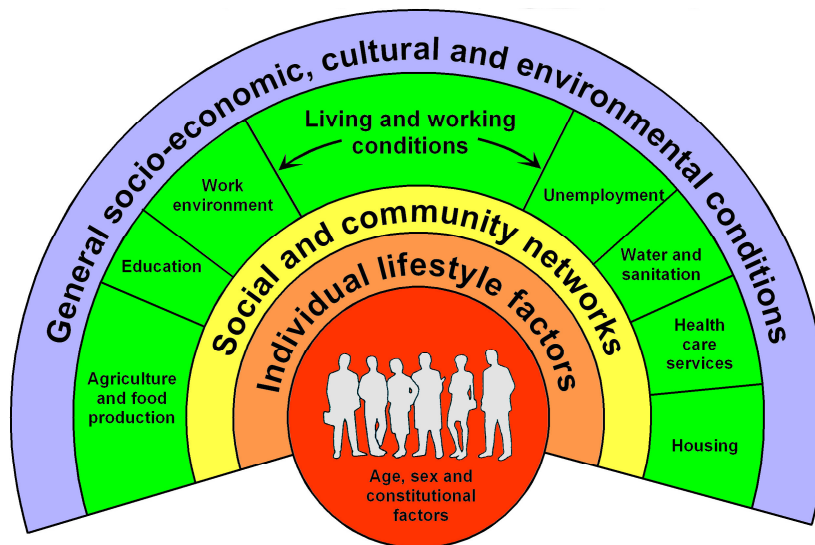 General socio-economic, cultural and environmental conditions
Living and working
conditions
Work
environment
Education
Agriculture
and food
production
Unemployment
Water and
sanitation
Health
care
services
Housing
Social and community networks
Individual lifestyle factors
Age, sex and
constitutional
factors